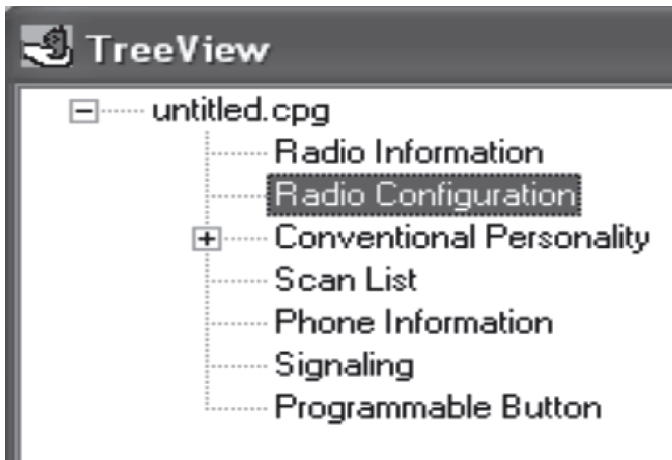 TreeView
untitled.cpg
Radio Information
Radio Configuration
Conventional Personality
Scan List
Phone Information
Signaling
Programmable Button